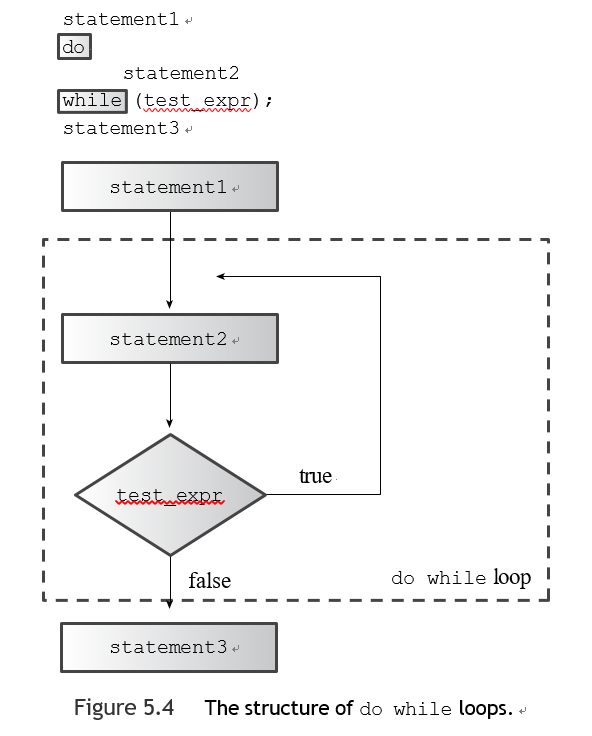 statement1
do
statement2
while (test_expr);
statement3
statement1
statement2
test_expr
true
false
do while loop
statement3
Figure 5.4 The structure of do while loops.